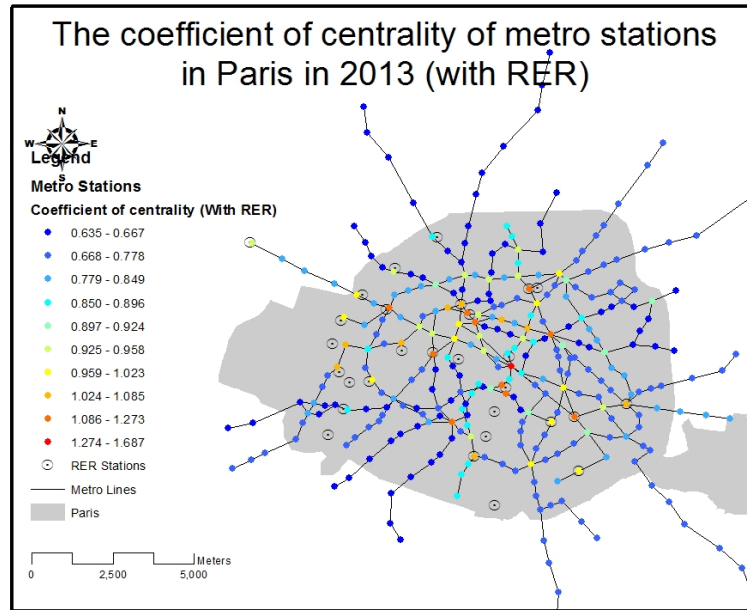 The coefficient of centrality of metro stations
in Paris in 2013 (with RER)
N
W E
S
Legend
Metro Stations
Coefficient of centrality (With RER)
0.635 - 0.667
0.668 - 0.778
0.779 - 0.849
0.850 - 0.896
0.897 - 0.924
0.925 - 0.958
0.959 - 1.023
1.024 - 1.085
1.086 - 1.273
1.274 - 1.687
RER Stations
Metro Lines
Paris
Meters
0 2,500 5,000